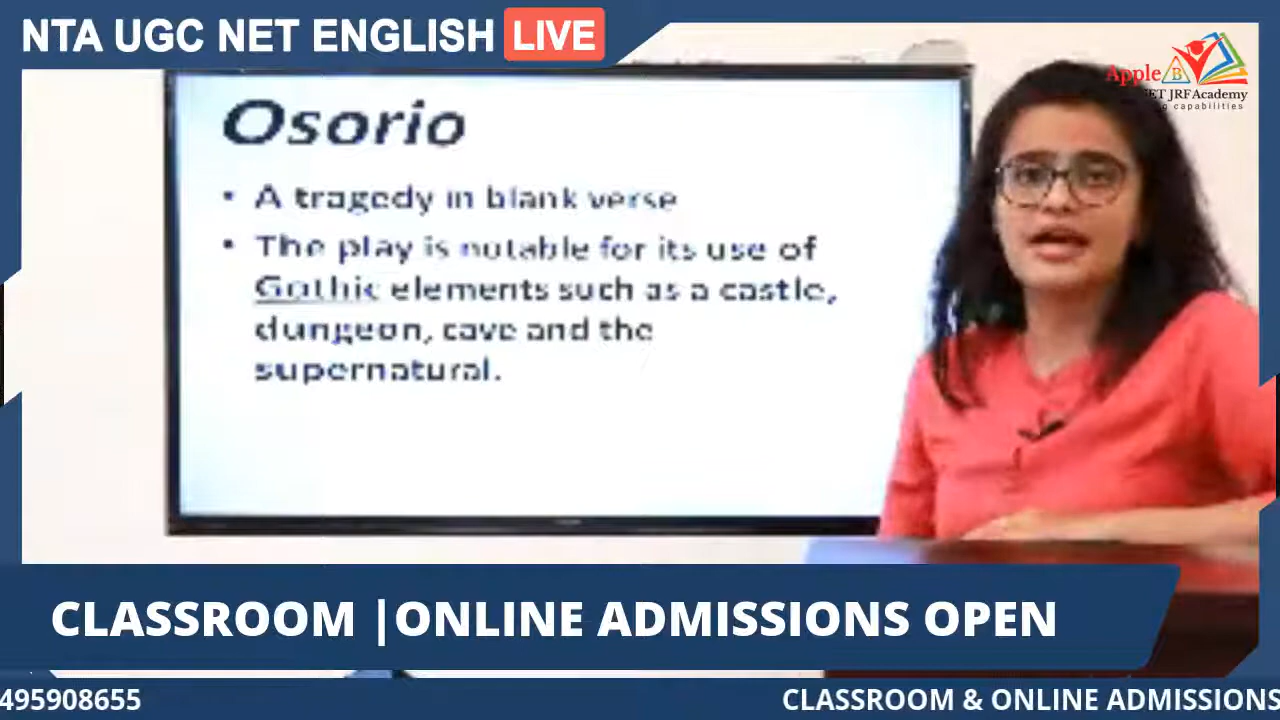 NTA UGC NET ENGLISH LIVE
Apple B
NET JRF Academy
capabilities
Osorio
• A tragedy in blank verse
• The play is notable for its use of
Gothic elements such as a castle,
dungeon, cave and the
supernatural.
CLASSROOM |ONLINE ADMISSIONS OPEN
495908655
CLASSROOM & ONLINE ADMISSIONS